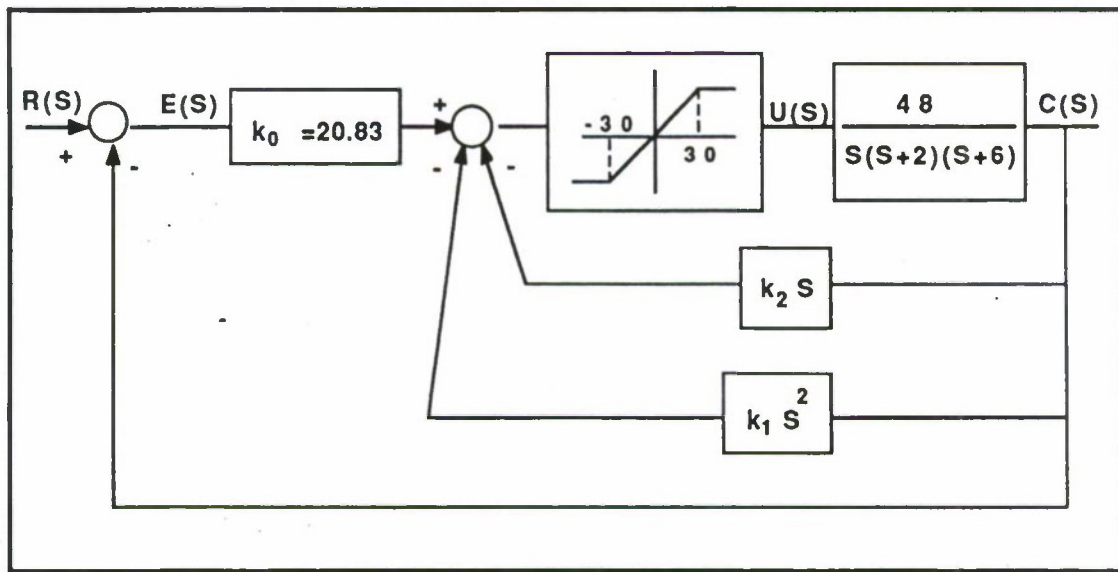 R(S)
E(S)
+
-
k0 =20.83
+
-
-
-30
30
U(S)
48
S(S+2)(S+6)
C(S)
k2 S
k1 S2